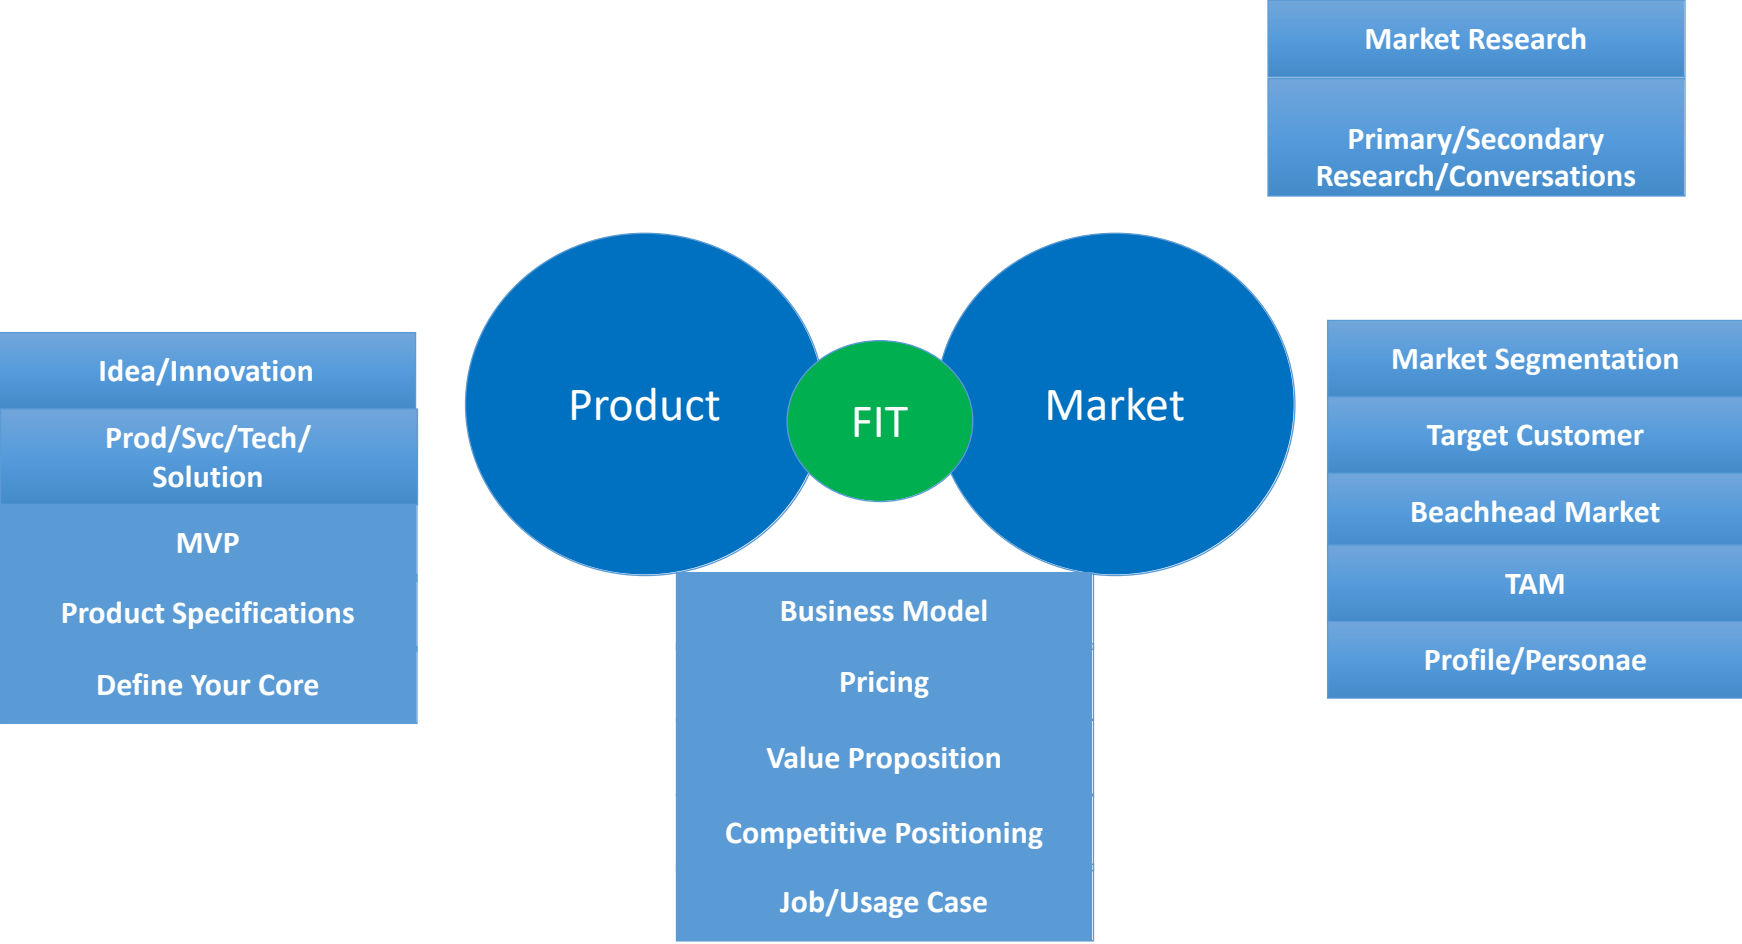 Market Research
Primary/Secondary
Research/Conversations
Product
FIT
Market
Idea/Innovation
Prod/Svc/Tech/
Solution
MVP
Product Specifications
Define Your Core
Business Model
Pricing
Value Proposition
Competitive Positioning
Job/Usage Case
Market Segmentation
Target Customer
Beachhead Market
TAM
Profile/Personae